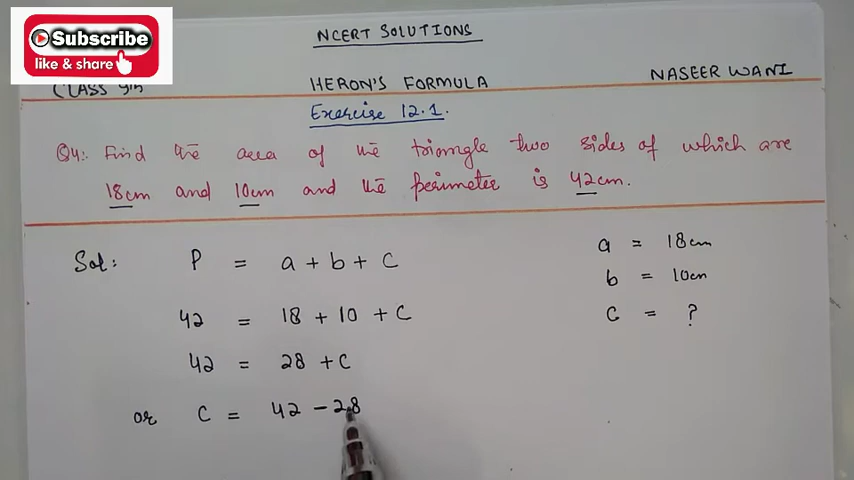 Subscribe
like & share
NCERT SOLUTIONS
CLASS 9th HERON'S FORMULA NASEER WANI
Exercise 12.1.
Q4:. Find the area of the triangle two sides of which are
18cm and 10cm and the perimeter is 42cm.
Sol: P = a + b + c a = 18cm
b = 10cm
42 = 18 + 10 + c c = ?
42 = 28 + c
or c = 42 - 28